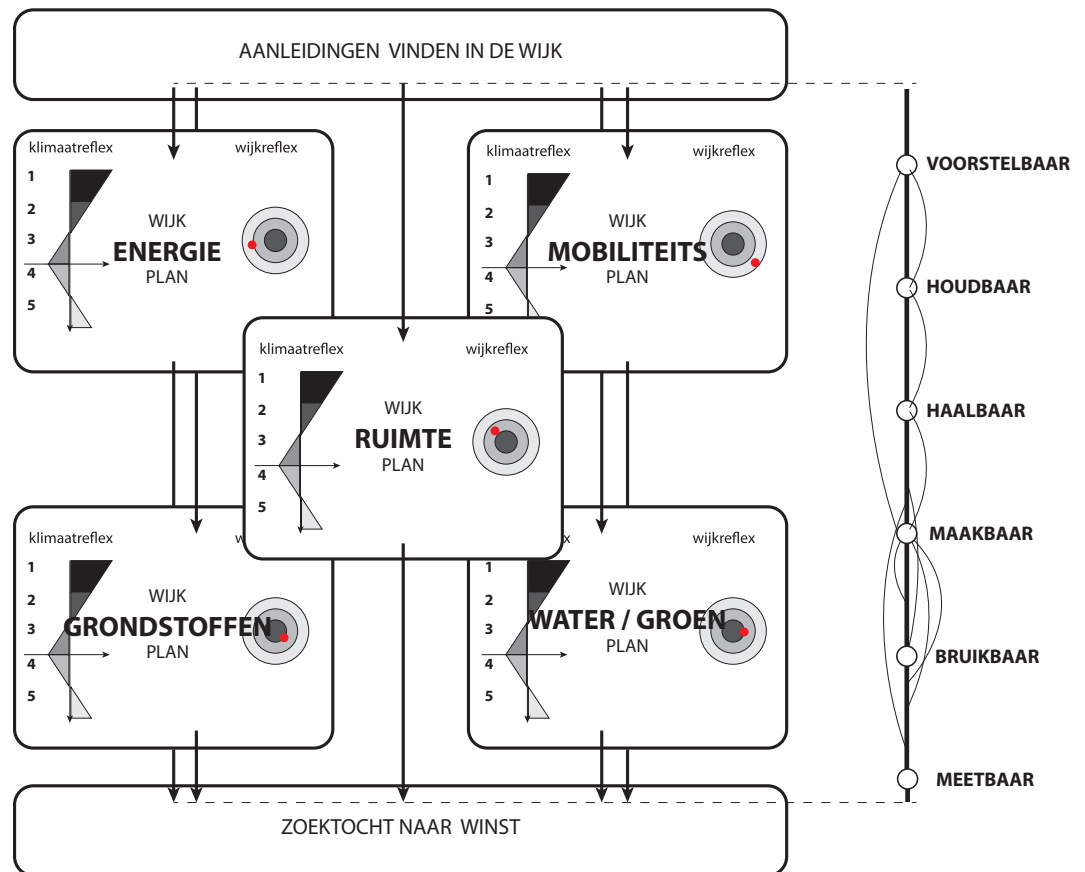 AANLEIDINGEN VINDEN IN DE WIJK
klimaatreflex wijkreflex
1
2
3
4
5
WIJK
ENERGIE
PLAN
klimaatreflex wijkreflex
1
2
3
4
5
WIJK
MOBILITEITS
PLAN
klimaatreflex wijkreflex
1
2
3
4
5
WIJK
RUIMTE
PLAN
klimaatreflex w
1
2
3
4
5
WIJK
GRONDSTOFFEN
PLAN
x wijkreflex
1
2
3
4
5
WIJK
WATER / GROEN
PLAN
ZOEKTOCHT NAAR WINST
VOORSTELBAAR
HOUDBAAR
HAALBAAR
MAAKBAAR
BRUIKBAAR
MEETBAAR